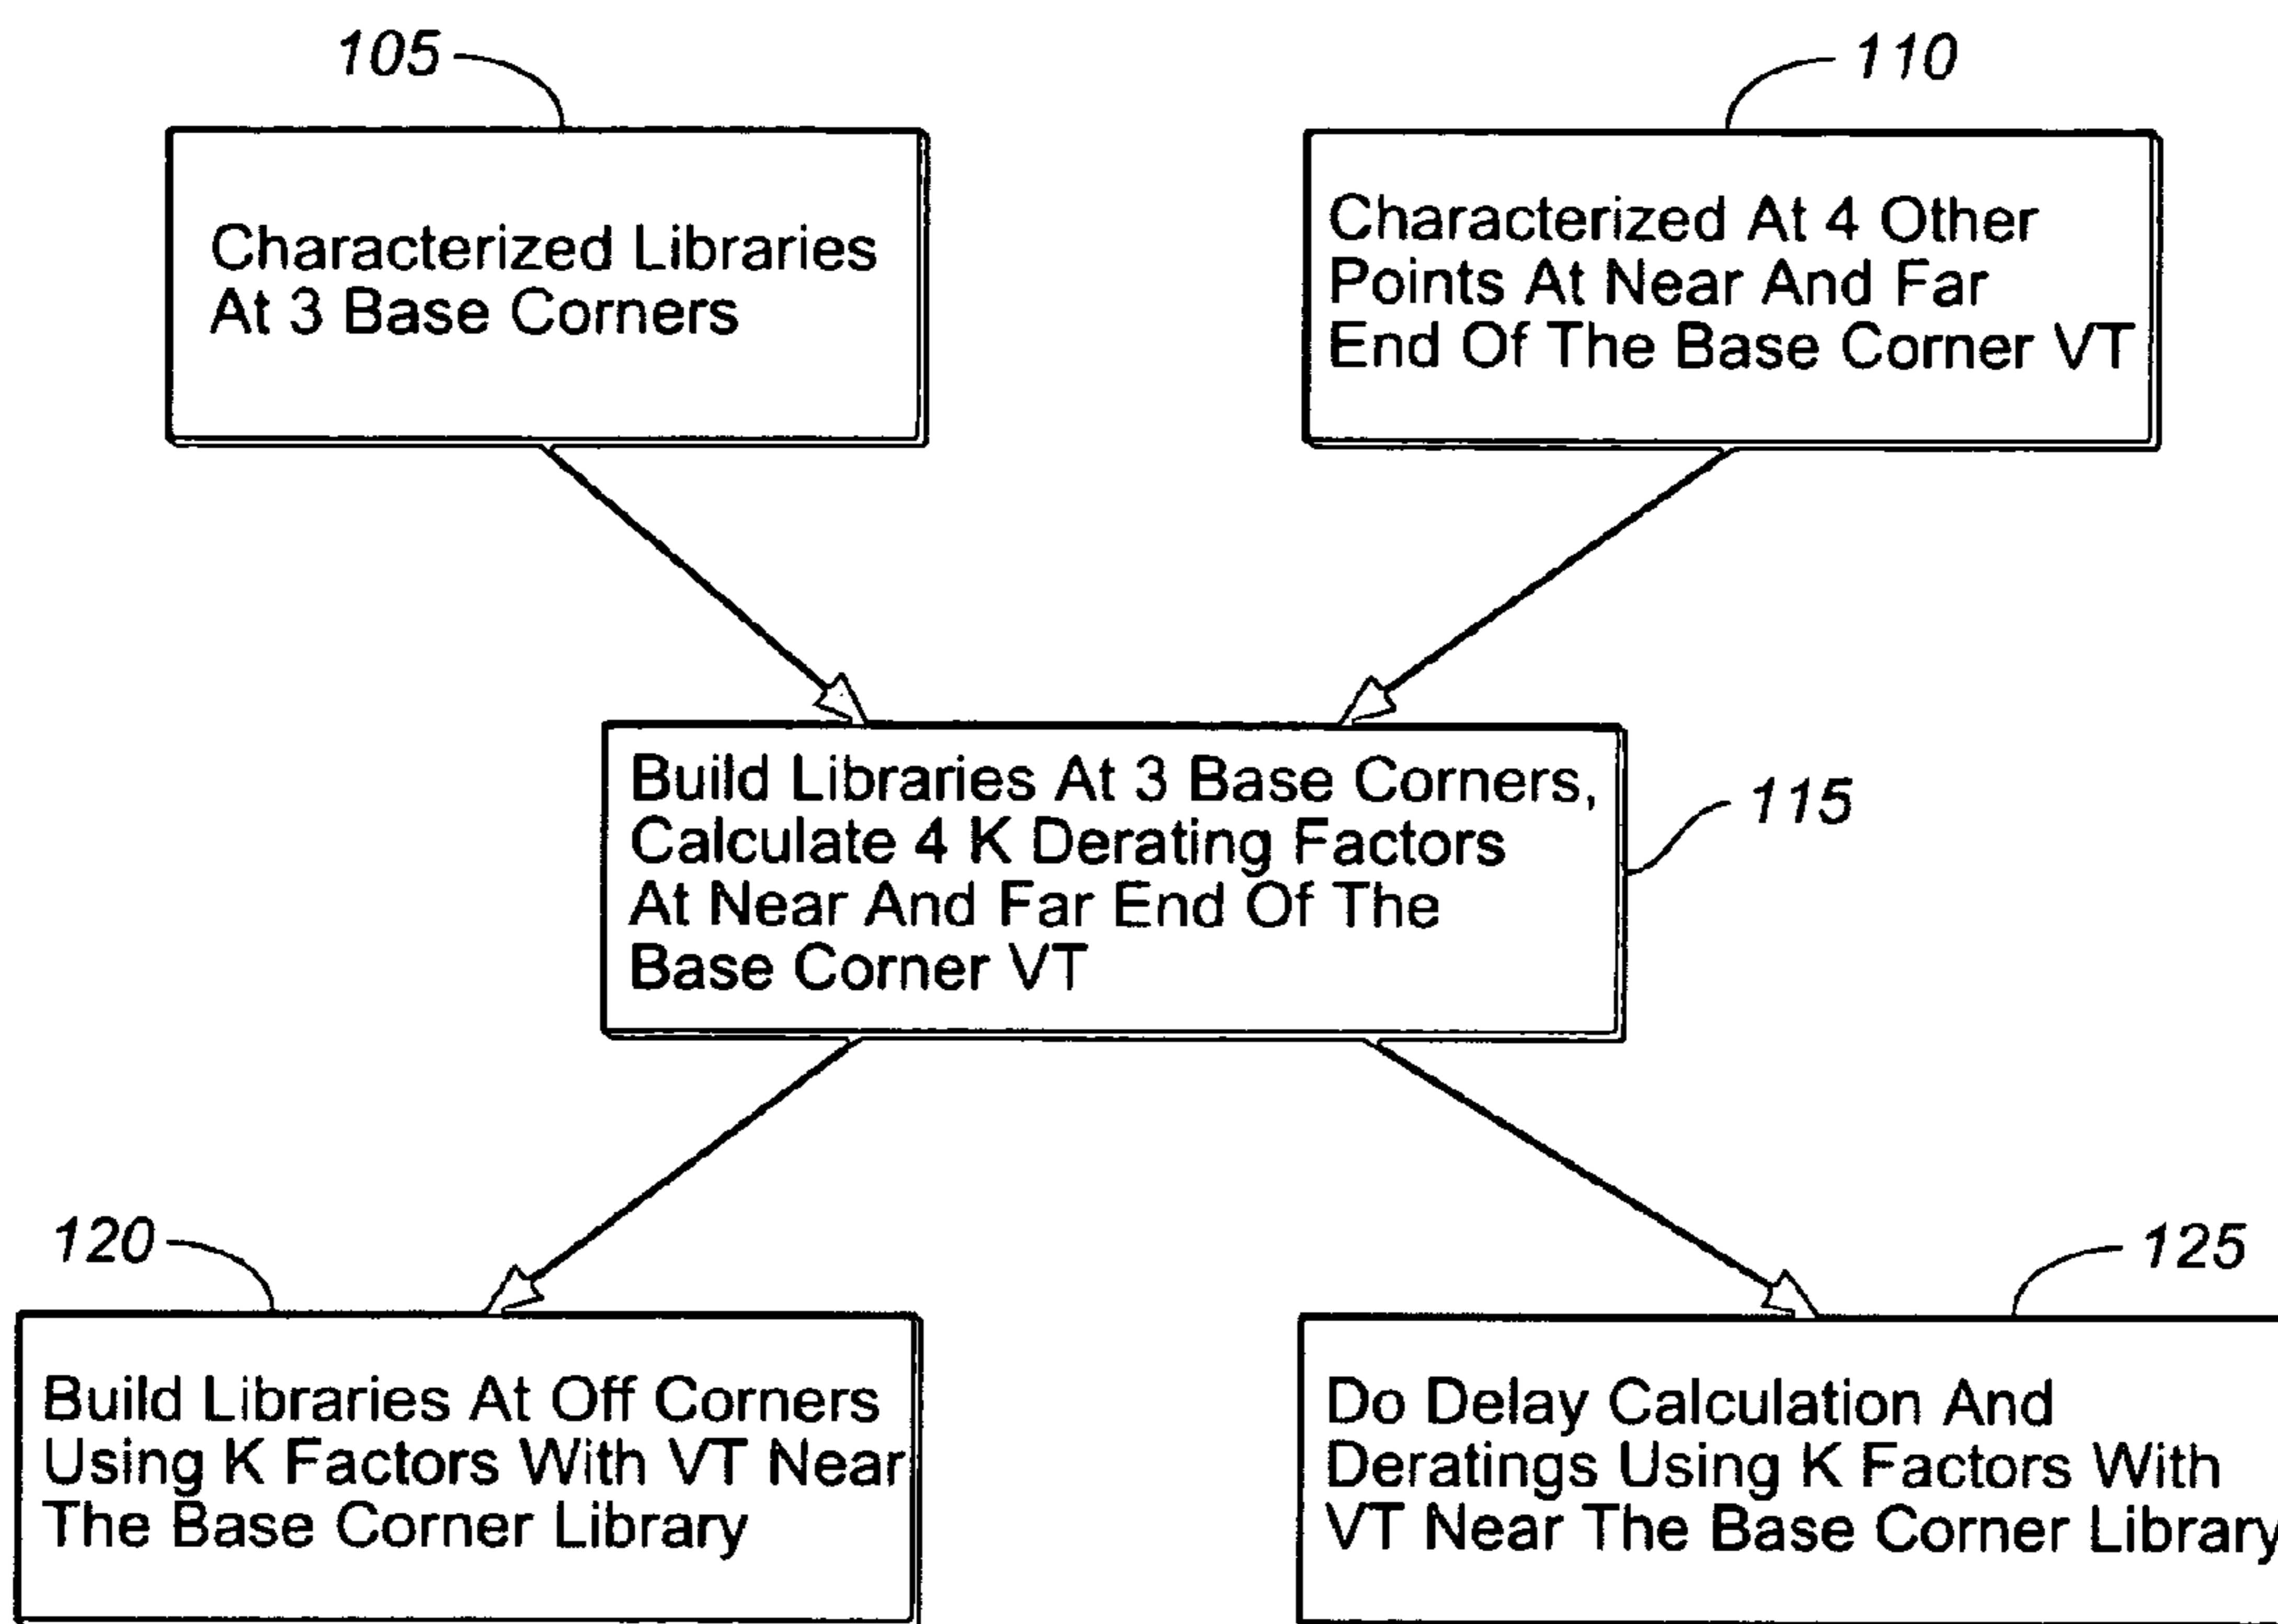 105
110
Characterized Libraries
At 3 Base Corners
Characterized At 4 Other
Points At Near And Far
End Of The Base Corner VT
Build Libraries At 3 Base Corners,
Calculate 4 K Derating Factors
At Near And Far End Of The
Base Corner VT
115
120
125
Build Libraries At Off Corners
Using K Factors With VT Near
The Base Corner Library
Do Delay Calculation And
Deratings Using K Factors With
VT Near The Base Corner Library